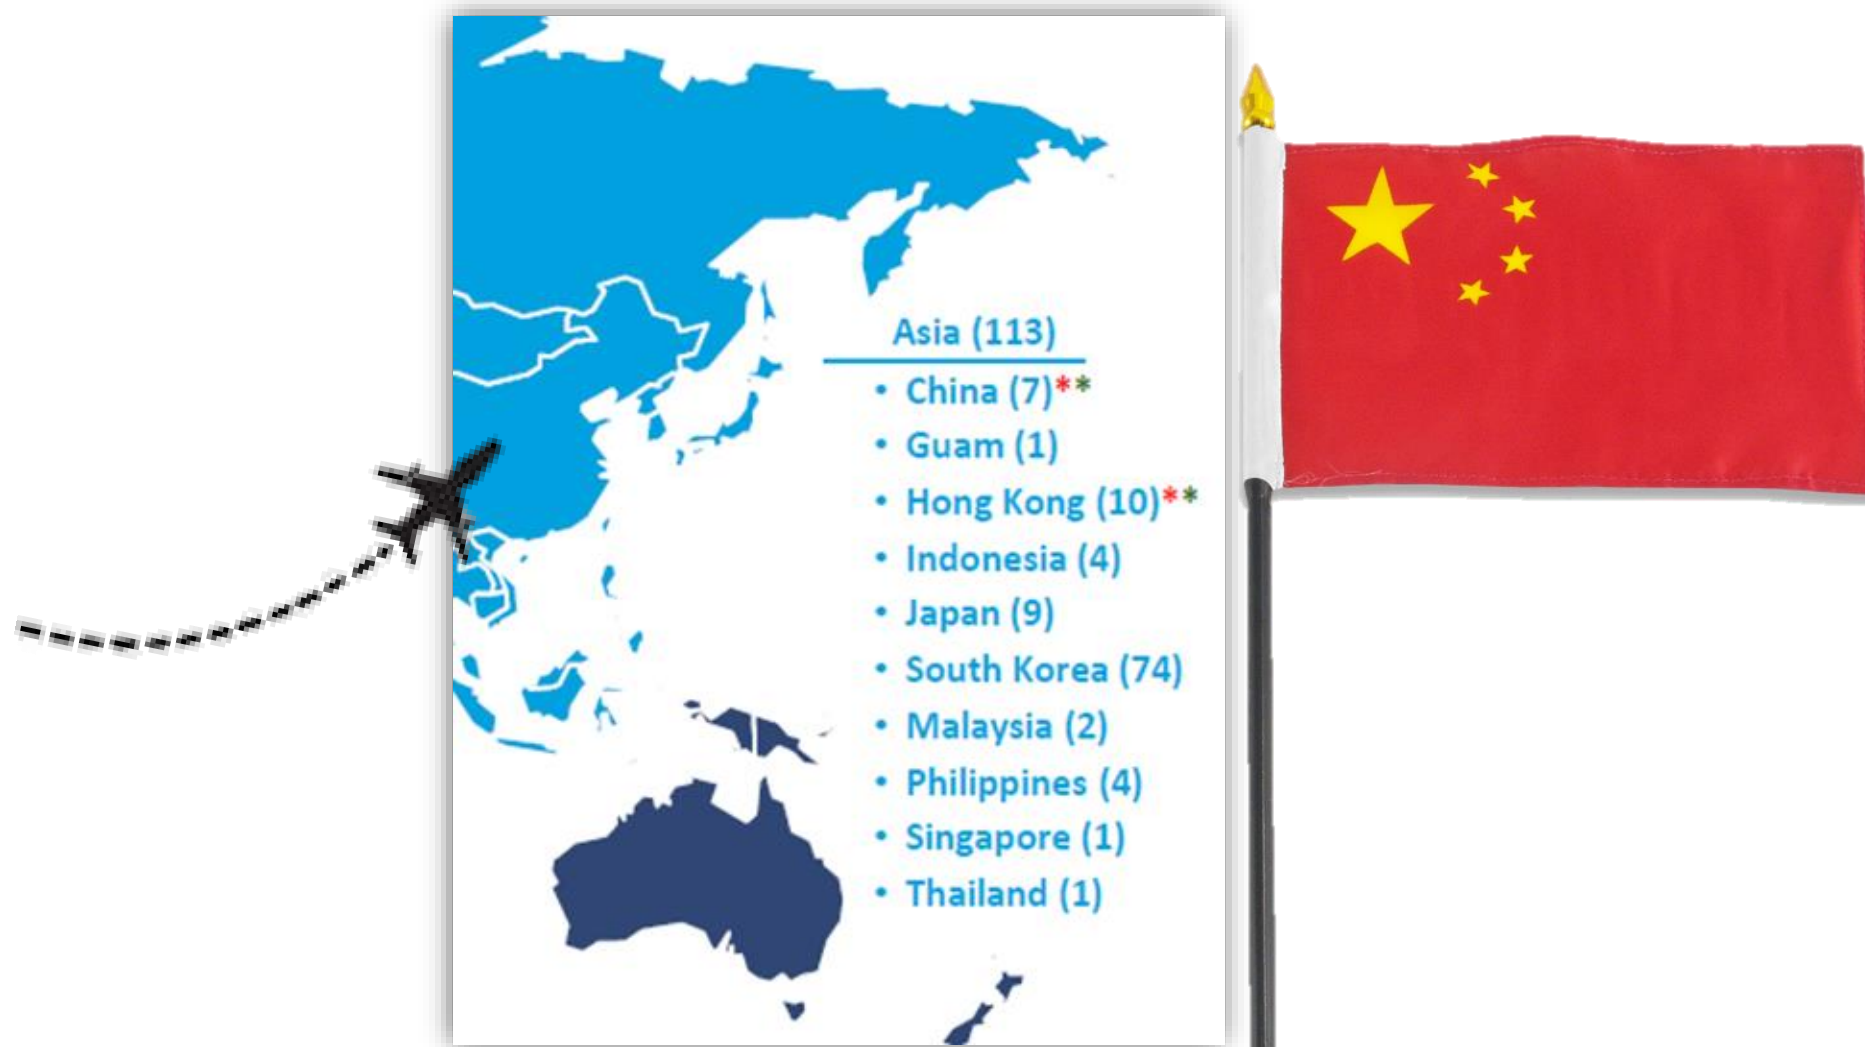 Asia (113)
• China (7)**
• Guam (1)
• Hong Kong (10)**
• Indonesia (4)
• Japan (9)
• South Korea (74)
• Malaysia (2)
• Philippines (4)
• Singapore (1)
• Thailand (1)